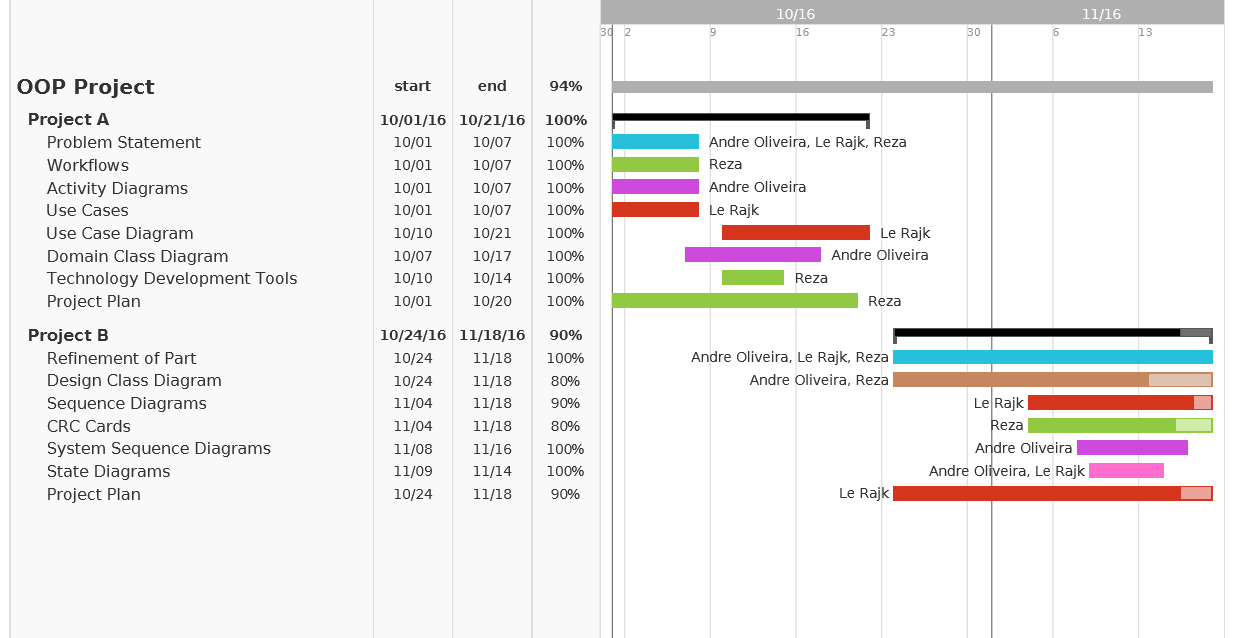 10/16 11/16
30 2 9 16 23 30 6 13
OOP Project start end 94%
Project A 10/01/16 10/21/16 100%
Problem Statement 10/01 10/07 100% Andre Oliveira, Le Rajk, Reza
Workflows 10/01 10/07 100% Reza
Activity Diagrams 10/01 10/07 100% Andre Oliveira
Use Cases 10/01 10/07 100% Le Rajk
Use Case Diagram 10/10 10/21 100% Le Rajk
Domain Class Diagram 10/07 10/17 100% Andre Oliveira
Technology Development Tools 10/10 10/14 100% Reza
Project Plan 10/01 10/20 100% Reza
Project B 10/24/16 11/18/16 90%
Refinement of Part 10/24 11/18 100% Andre Oliveira, Le Rajk, Reza
Design Class Diagram 10/24 11/18 80% Andre Oliveira, Reza
Sequence Diagrams 11/04 11/18 90% Le Rajk
CRC Cards 11/04 11/18 80% Reza
System Sequence Diagrams 11/08 11/16 100% Andre Oliveira
State Diagrams 11/09 11/14 100% Andre Oliveira, Le Rajk
Project Plan 10/24 11/18 90% Le Rajk